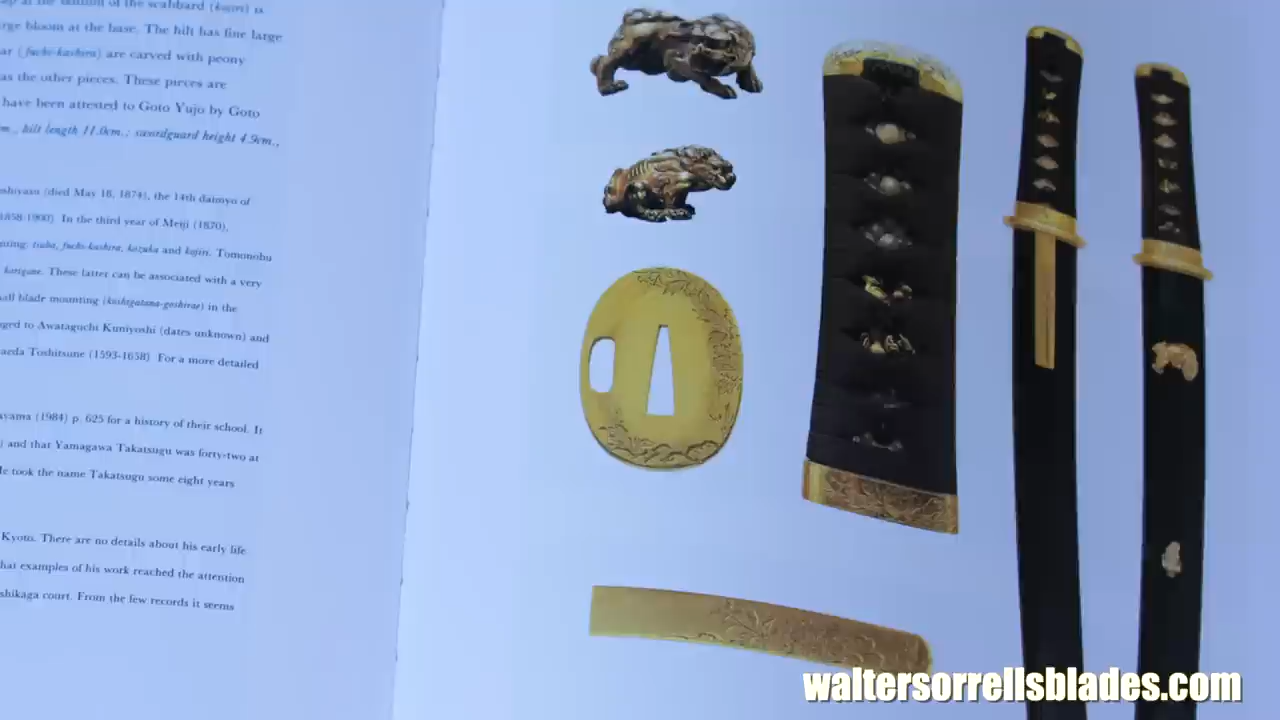 at the bottom of the scabbard (kojiri) is
rge bloom at the base. The hilt has fine large
ar (fuchi-kashira) are carved with peony
as the other pieces. These pieces are
have been attested to Goto Yujo by Goto
m., hilt length 11.0cm.; swordguard height 4.9cm.,
eshiyasu (died May 18, 1874), the 14th daimyo of
1858-1900). In the third year of Meiji (1870),
nting: tsuba, fuchi-kashira, kozuka and kojiri. Tomonobu
korigane. These latter can be associated with a very
all blade mounting (koshigatana-goshirae) in the
nged to Awataguchi Kuniyoshi (dates unknown) and
aeda Toshitsune (1593-1658). For a more detailed
ayama (1984) p. 625 for a history of their school. It
) and that Yamagawa Takatsugu was forty-two at
le took the name Takatsugu some eight years
Kyoto. There are no details about his early life
hat examples of his work reached the attention
shikaga court. From the few records it seems
waltersorrellsblades.com